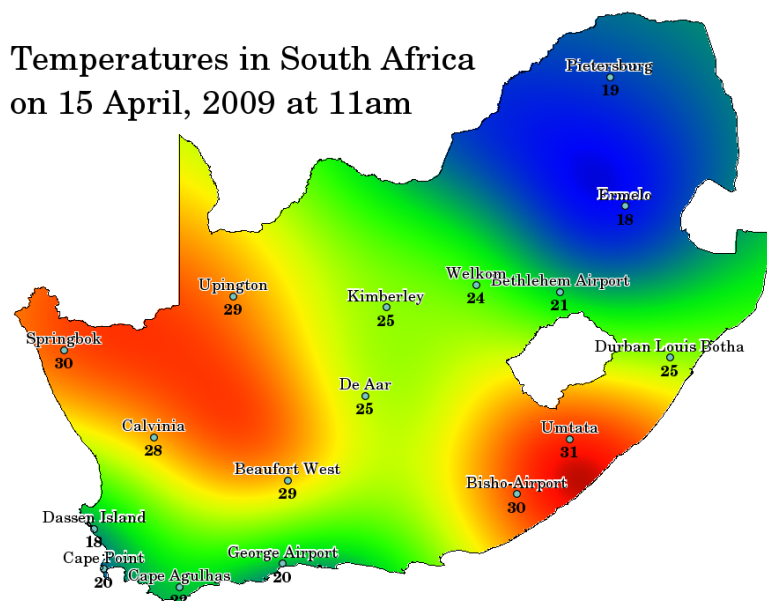 Temperatures in South Africa
on 15 April, 2009 at 11am
Pietersburg
19
Ermelo
18
Welkom
24
Bethlehem Airport
21
Upington
29
Kimberley
25
Springbok
30
Durban Louis Botha
25
De Aar
25
Calvinia
28
Umtata
31
Beaufort West
29
Bisho-Airport
30
Dassen Island
18
Cape Point
20
George Airport
20
Cape Agulhas